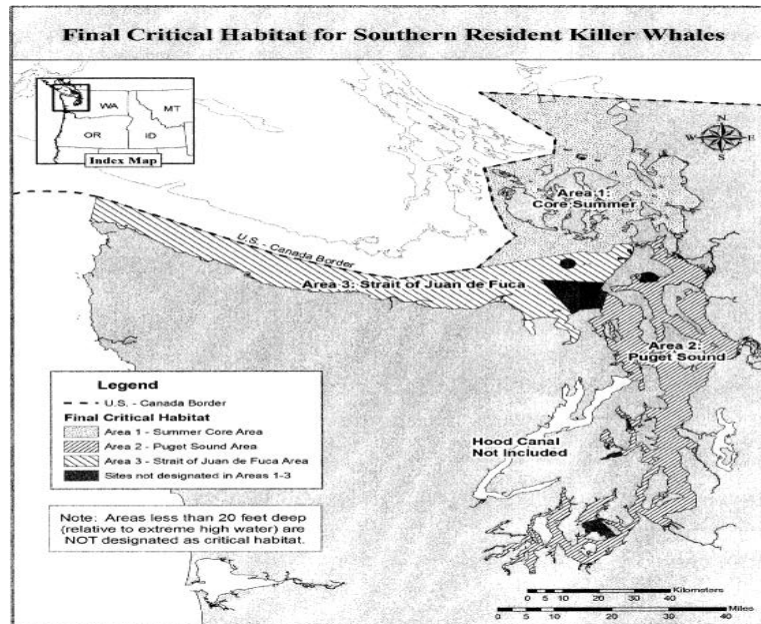 Final Critical Habitat for Southern Resident Killer Whales
WA
MT
OR
ID
Index Map
N
W
E
S
Area 1:
Core Summer
U.S. - Canada Border
Area 3: Strait of Juan de Fuca
Area 2:
Puget Sound
Hood Canal
Not Included
Legend
U.S. - Canada Border
Final Critical Habitat
Area 1 - Summer Core Area
Area 2 - Puget Sound Area
Area 3 - Strait of Juan de Fuca Area
Sites not designated in Areas 1-3
Note: Areas less than 20 feet deep
(relative to extreme high water) are
NOT designated as critical habitat.
Kilometers
0 5 10 20 30 40
Miles
0 5 10 20 30 40